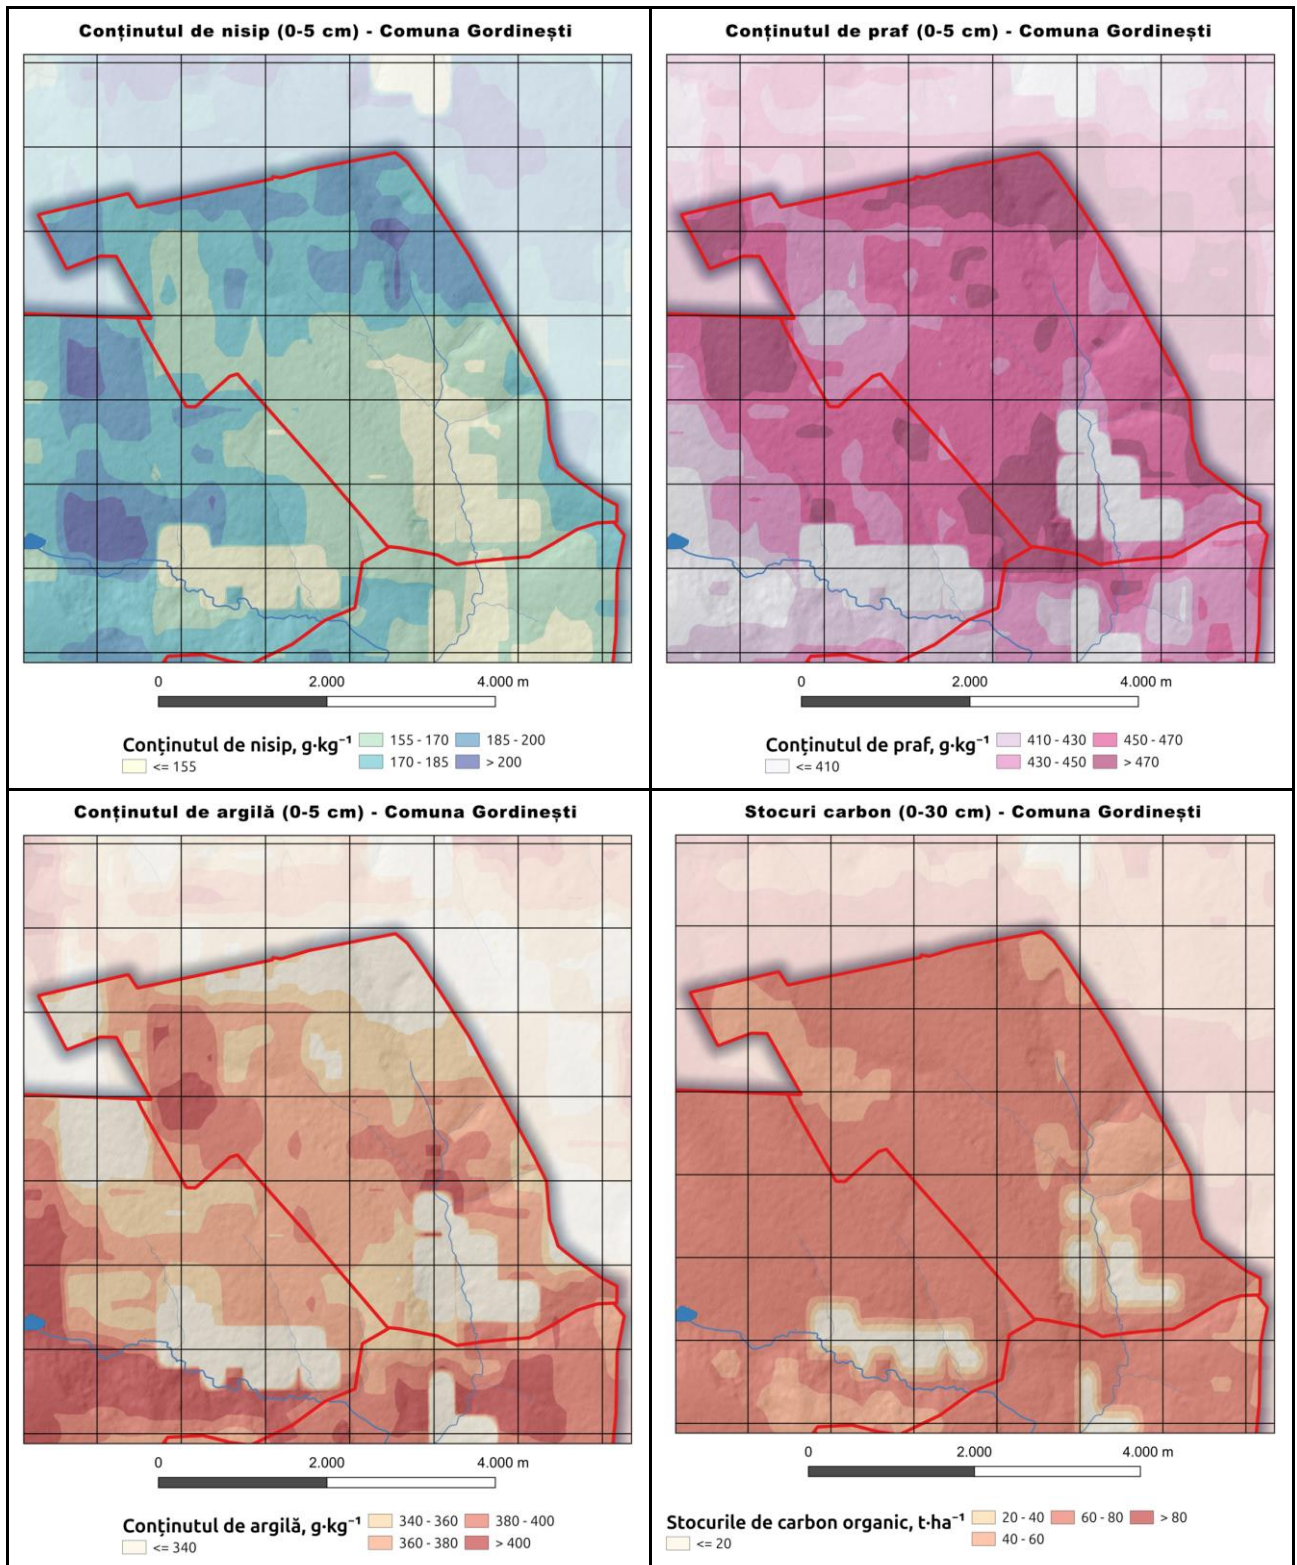 Conținutul de nisip (0-5 cm) - Comuna Gordinești
0 2.000 4.000 m
Conținutul de nisip, g·kg⁻¹
<= 155
155 - 170
170 - 185
185 - 200
> 200
Conținutul de praf (0-5 cm) - Comuna Gordinești
0 2.000 4.000 m
Conținutul de praf, g·kg⁻¹
<= 410
410 - 430
430 - 450
450 - 470
> 470
Conținutul de argilă (0-5 cm) - Comuna Gordinești
0 2.000 4.000 m
Conținutul de argilă, g·kg⁻¹
<= 340
340 - 360
360 - 380
380 - 400
> 400
Stocuri carbon (0-30 cm) - Comuna Gordinești
0 2.000 4.000 m
Stocurile de carbon organic, t·ha⁻¹
<= 20
20 - 40
40 - 60
60 - 80
> 80